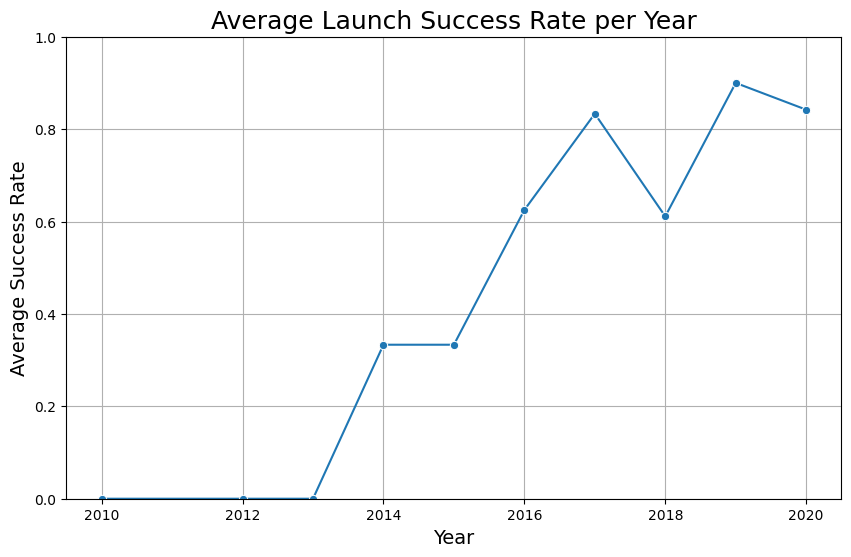 Average Launch Success Rate per Year
1.0
0.8
0.6
0.4
0.2
0.0
Average Success Rate
2010 2012 2014 2016 2018 2020
Year